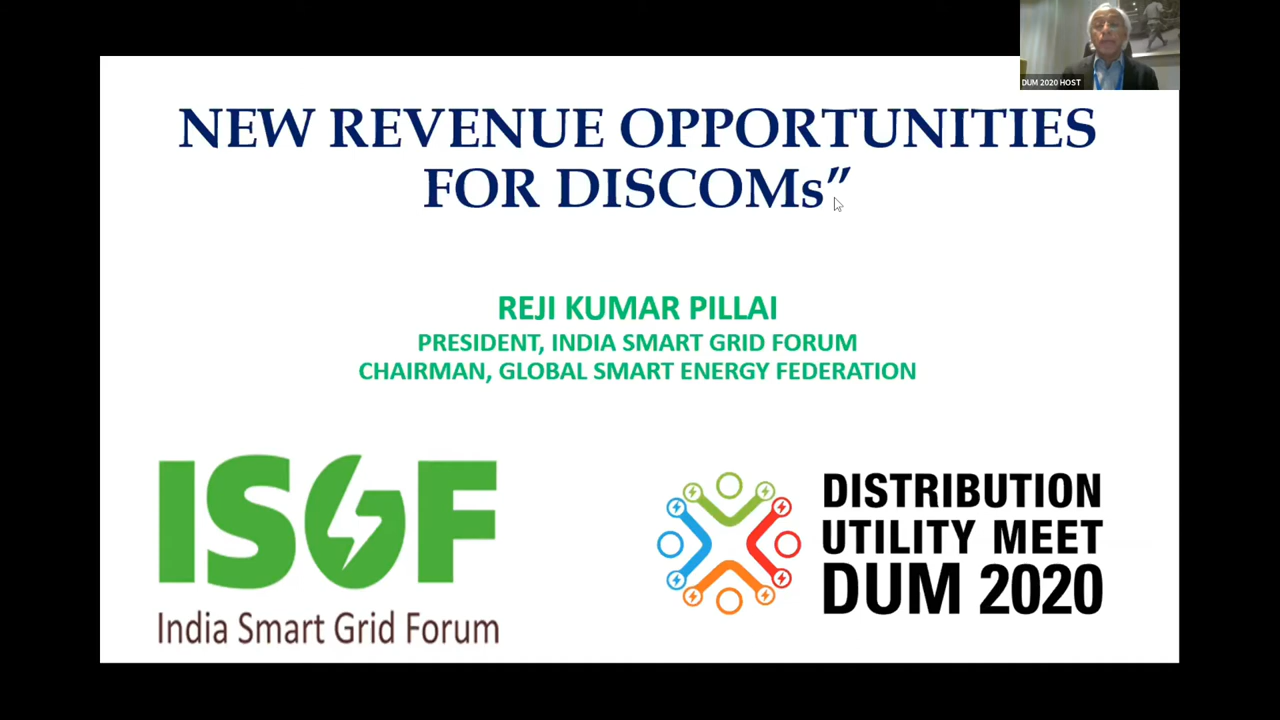 DUM 2020 HOST
NEW REVENUE OPPORTUNITIES
FOR DISCOMs”
REJI KUMAR PILLAI
PRESIDENT, INDIA SMART GRID FORUM
CHAIRMAN, GLOBAL SMART ENERGY FEDERATION
ISGF
India Smart Grid Forum
DISTRIBUTION
UTILITY MEET
DUM 2020